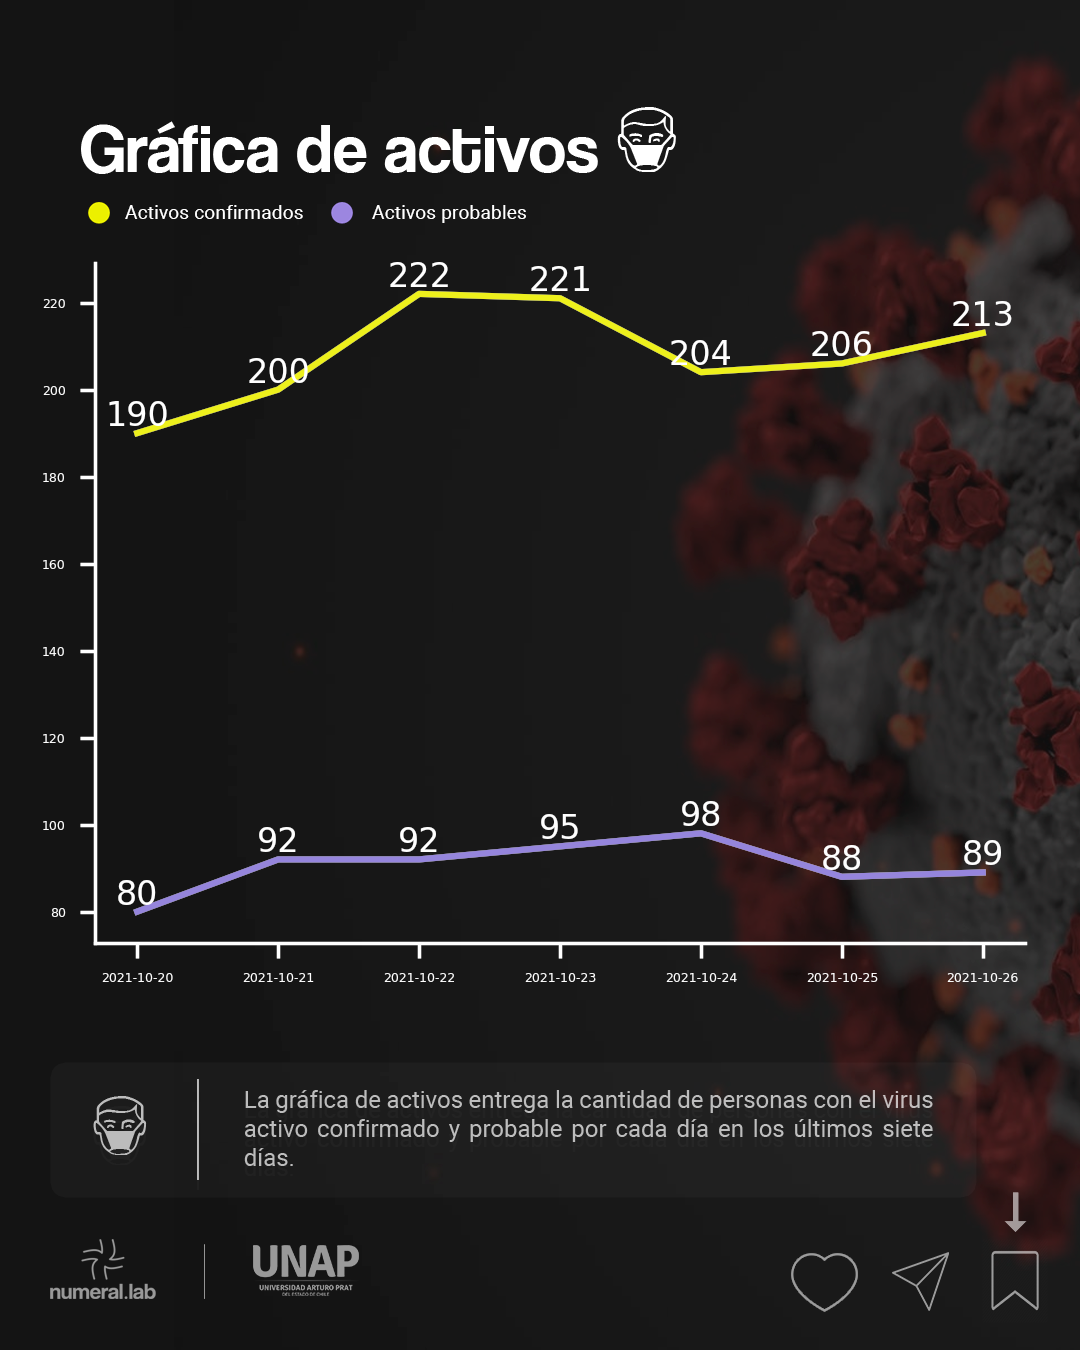 Gráfica de activos
Activos confirmados Activos probables
222 221
220
213
204 206
200
200
190
180
160
140
120
100
98
95
92 92
88 89
80
80
2021-10-20 2021-10-21 2021-10-22 2021-10-23 2021-10-24 2021-10-25 2021-10-26
La gráfica de activos entrega la cantidad de personas con el virus
activo confirmado y probable por cada día en los últimos siete
días.
numeral.lab
UNAP
UNIVERSIDAD ARTURO PRAT
DEL ESTADO DE CHILE